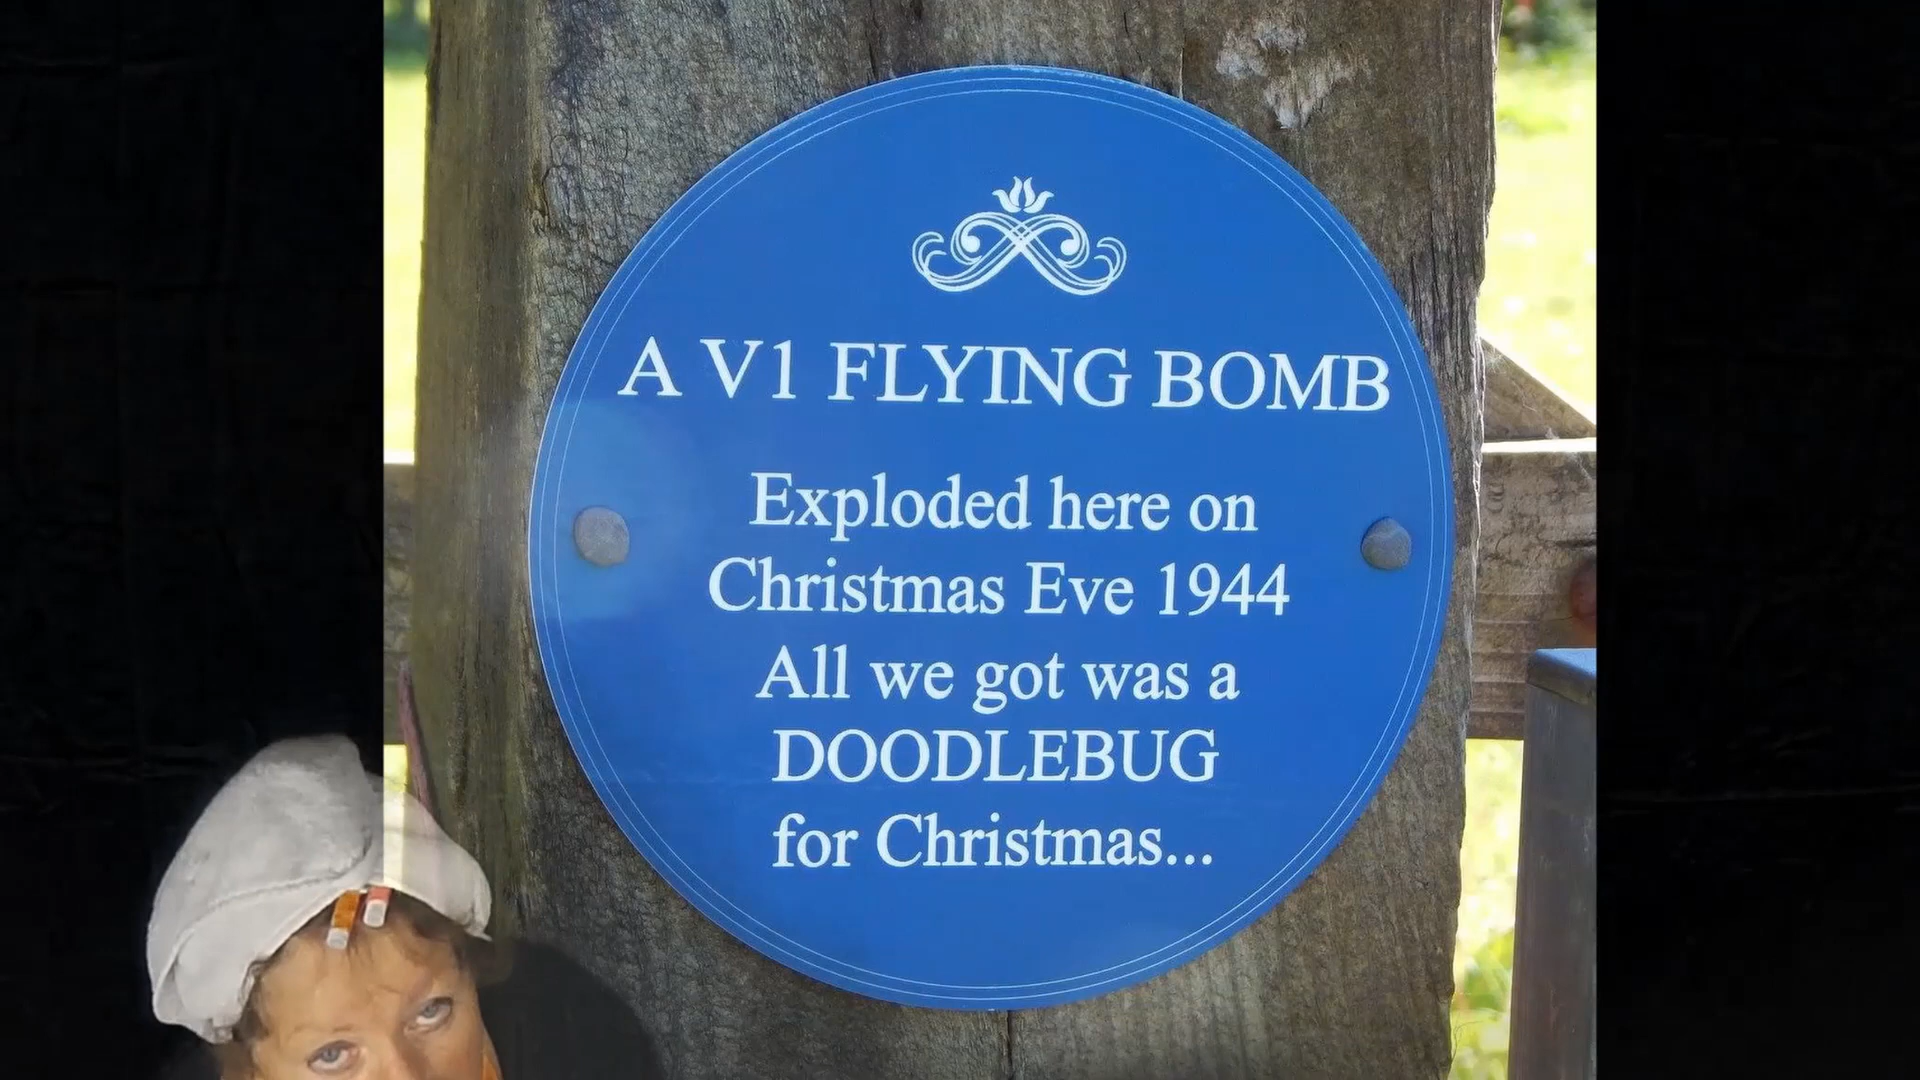 A V1 FLYING BOMB
Exploded here on
Christmas Eve 1944
All we got was a
DOODLEBUG
for Christmas...